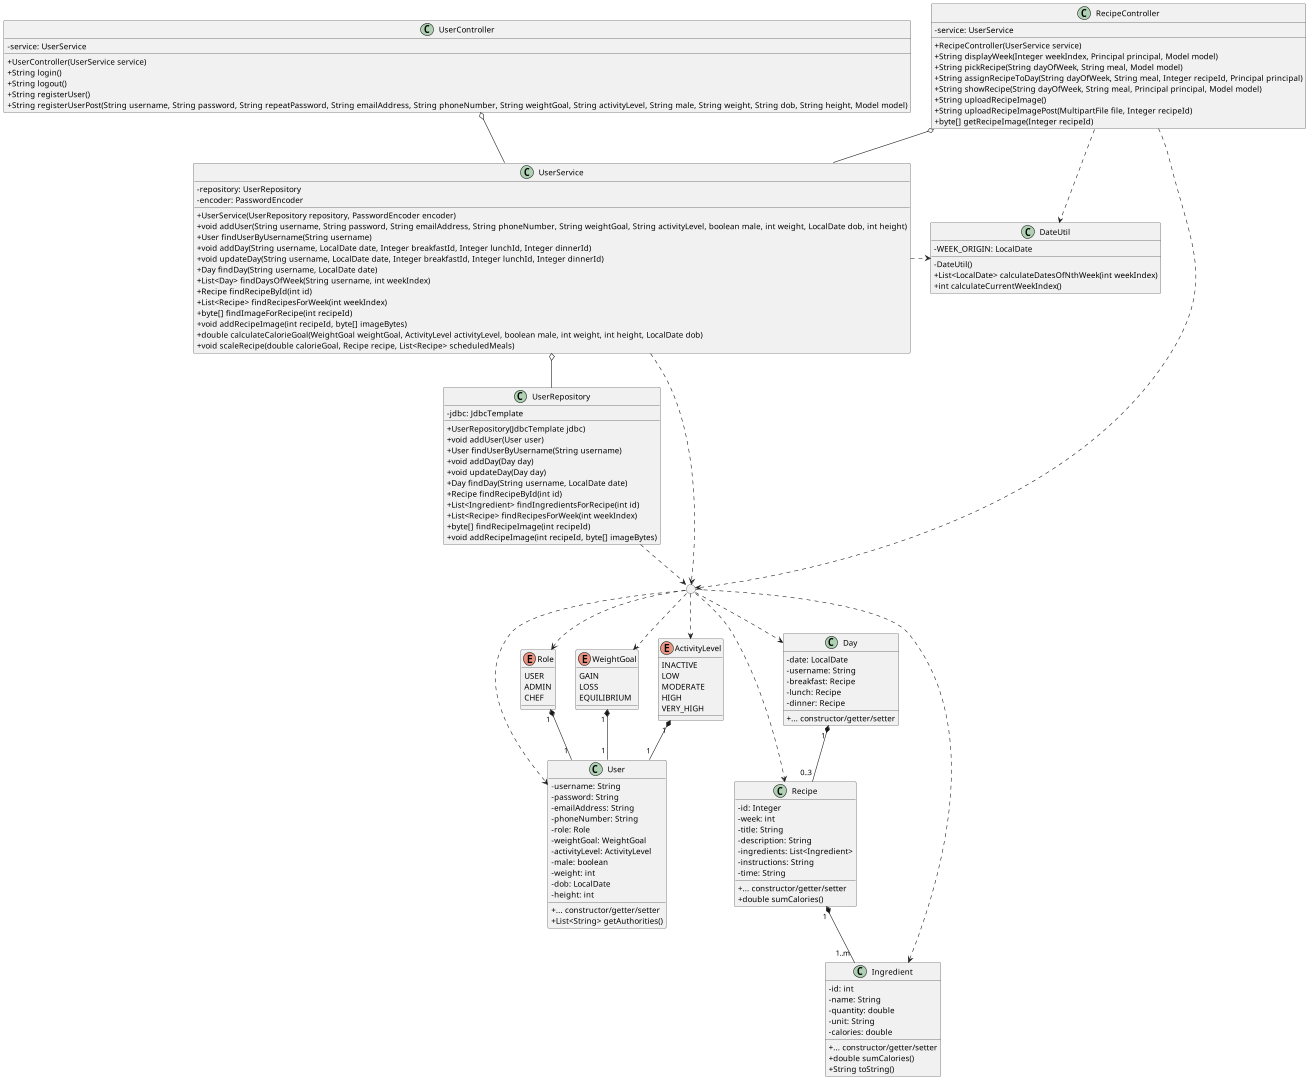 UserController
-service: UserService
+UserController(UserService service)
+String login()
+String logout()
+String registerUser()
+String registerUserPost(String username, String password, String repeatPassword, String emailAddress, String phoneNumber, String weightGoal, String activityLevel, String male, String weight, String dob, String height, Model model)
RecipeController
-service: UserService
+RecipeController(UserService service)
+String displayWeek(Integer weekIndex, Principal principal, Model model)
+String pickRecipe(String dayOfWeek, String meal, Model model)
+String assignRecipeToDay(String dayOfWeek, String meal, Integer recipeId, Principal principal)
+String showRecipe(String dayOfWeek, String meal, Principal principal, Model model)
+String uploadRecipeImage()
+String uploadRecipeImagePost(MultipartFile file, Integer recipeId)
+byte[] getRecipeImage(Integer recipeId)
UserService
-repository: UserRepository
-encoder: PasswordEncoder
+UserService(UserRepository repository, PasswordEncoder encoder)
+void addUser(String username, String password, String emailAddress, String phoneNumber, String weightGoal, String activityLevel, boolean male, int weight, LocalDate dob, int height)
+User findUserByUsername(String username)
+void addDay(String username, LocalDate date, Integer breakfastId, Integer lunchId, Integer dinnerId)
+void updateDay(String username, LocalDate date, Integer breakfastId, Integer lunchId, Integer dinnerId)
+Day findDay(String username, LocalDate date)
+List<Day> findDaysOfWeek(String username, int weekIndex)
+Recipe findRecipeById(int id)
+List<Recipe> findRecipesForWeek(int weekIndex)
+byte[] findImageForRecipe(int recipeId)
+void addRecipeImage(int recipeId, byte[] imageBytes)
+double calculateCalorieGoal(WeightGoal weightGoal, ActivityLevel activityLevel, boolean male, int weight, int height, LocalDate dob)
+void scaleRecipe(double calorieGoal, Recipe recipe, List<Recipe> scheduledMeals)
DateUtil
-WEEK_ORIGIN: LocalDate
-DateUtil()
+List<LocalDate> calculateDatesOfNthWeek(int weekIndex)
+int calculateCurrentWeekIndex()
UserRepository
-jdbc: JdbcTemplate
+UserRepository(JdbcTemplate jdbc)
+void addUser(User user)
+User findUserByUsername(String username)
+void addDay(Day day)
+void updateDay(Day day)
+Day findDay(String username, LocalDate date)
+Recipe findRecipeById(int id)
+List<Ingredient> findIngredientsForRecipe(int id)
+List<Recipe> findRecipesForWeek(int weekIndex)
+byte[] findRecipeImage(int recipeId)
+void addRecipeImage(int recipeId, byte[] imageBytes)
Role
USER
ADMIN
CHEF
WeightGoal
GAIN
LOSS
EQUILIBRIUM
ActivityLevel
INACTIVE
LOW
MODERATE
HIGH
VERY_HIGH
Day
-date: LocalDate
-username: String
-breakfast: Recipe
-lunch: Recipe
-dinner: Recipe
+... constructor/getter/setter
1
1
1
1
1
1
1
0..3
User
-username: String
-password: String
-emailAddress: String
-phoneNumber: String
-role: Role
-weightGoal: WeightGoal
-activityLevel: ActivityLevel
-male: boolean
-weight: int
-dob: LocalDate
-height: int
+... constructor/getter/setter
+List<String> getAuthorities()
Recipe
-id: Integer
-week: int
-title: String
-description: String
-ingredients: List<Ingredient>
-instructions: String
-time: String
+... constructor/getter/setter
+double sumCalories()
1
1..m
Ingredient
-id: int
-name: String
-quantity: double
-unit: String
-calories: double
+... constructor/getter/setter
+double sumCalories()
+String toString()